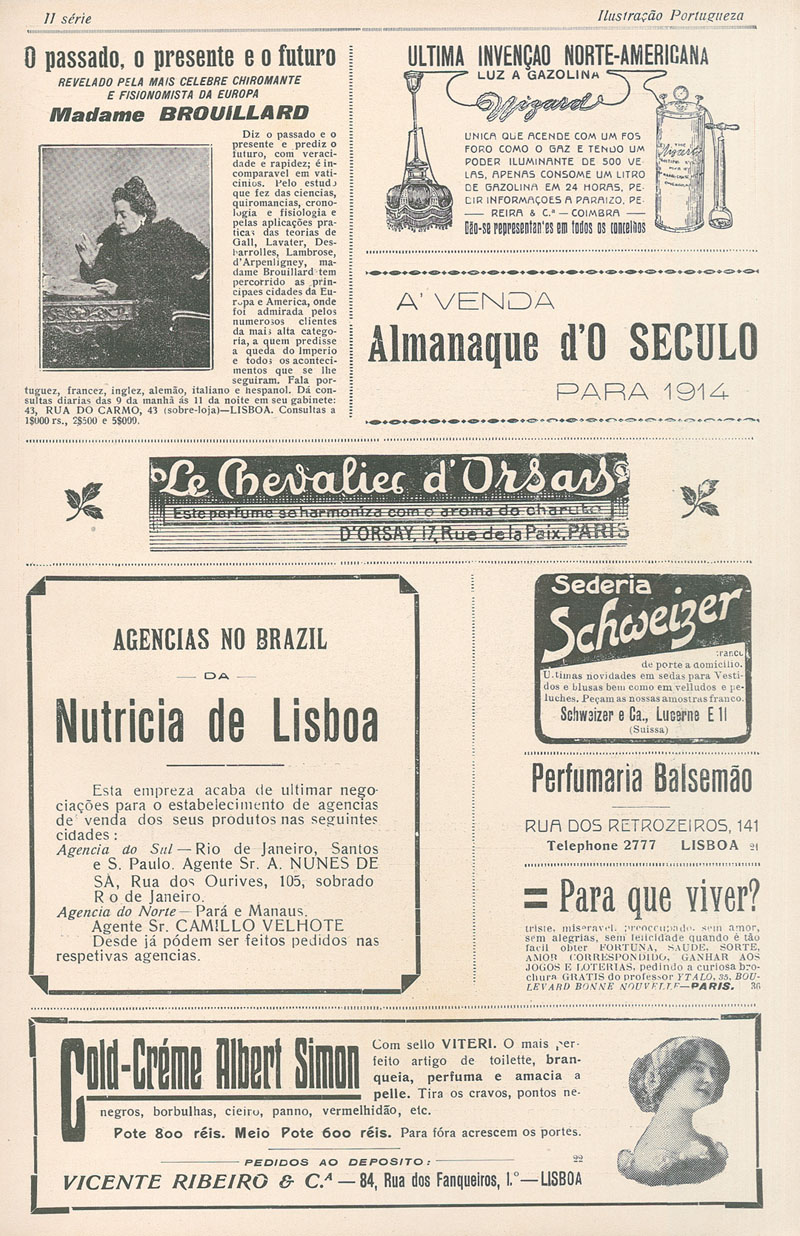 II série
Ilustração Portugueza
O passado, o presente e o futuro
REVELADO PELA MAIS CELEBRE CHIROMANTE
E FISIONOMISTA DA EUROPA
Madame BROUILLARD
Diz o passado e o
presente e prediz o
futuro, com veraci-
dade e rapidez; é in-
comparavel em vati-
cinios. Pelo estudo
que fez das ciencias,
quiromancias, crono-
logia e fisiologia e
pelas aplicações pra-
ticas das teorias de
Gall, Lavater, Des-
barrolles, Lambrose,
d'Arpenligney, ma-
dame Brouillard tem
percorrido as prin-
cipaes cidades da Eu-
ropa e America, onde
foi admirada pelos
numerosos clientes
da mais alta catego-
ria, a quem predisse
a queda do Imperio
e todos os aconteci-
mentos que se lhe
seguiram. Fala por-
tuguez, francez, inglez, alemão, italiano e hespanol. Dá con-
sultas diarias das 9 da manhã ás 11 da noite em seu gabinete:
43, RUA DO CARMO, 43 (sobre-loja)—LISBOA. Consultas a
1$000 rs., 2$500 e 5$000.
ULTIMA INVENÇAO NORTE-AMERICANA
LUZ A GAZOLINA
Wizard
UNICA QUE ACENDE COM UM FOS
FORO COMO O GAZ E TENDO UM
PODER ILUMINANTE DE 500 VE-
LAS, APENAS CONSOME UM LITRO
DE GAZOLINA EM 24 HORAS, PE-
DIR INFORMAÇOES A PARAIZO, PE-
REIRA & C.ª — COIMBRA
Dão-se representantes em todos os concelhos
A' VENDA
Almanaque d'O SECULO
PARA 1914
Le Chevalier d'Orsay
Este perfume se harmoniza com o aroma do charuto
D'ORSAY, 17, Rue de la Paix, PARIS
AGENCIAS NO BRAZIL
— DA —
Nutricia de Lisboa
Esta empreza acaba de ultimar nego-
ciações para o estabelecimento de agencias
de venda dos seus produtos nas seguintes
cidades:
Agencia do Sul — Rio de Janeiro, Santos
e S. Paulo. Agente Sr. A. NUNES DE
SÁ, Rua dos Ourives, 105, sobrado
Rio de Janeiro.
Agencia do Norte — Pará e Manaus.
Agente Sr. CAMILLO VELHOTE
Desde já pódem ser feitos pedidos nas
respetivas agencias.
Sederia
Schweizer
franco
de porte a domicilio.
Ultimas novidades em sedas para Vesti-
dos e blusas bem como em velludos e pe-
luches. Peçam as nossas amostras franco.
Schweizer e Ca., Lucerne E 11
(Suissa)
Perfumaria Balsemão
RUA DOS RETROZEIROS, 141
Telephone 2777 LISBOA 21
= Para que viver?
triste, miseravel, preoccupado, sem amor,
sem alegrias, sem felicidade quando é tão
facil obter FORTUNA, SAUDE, SORTE,
AMOR CORRESPONDIDO, GANHAR AOS
JOGOS E LOTERIAS, pedindo a curiosa bro-
chura GRATIS do professor YTALO, 35, BOU-
LEVARD BONNE NOUVELLE—PARIS. 36
Cold-Créme Albert Simon
Com sello VITERI. O mais per-
feito artigo de toilette, bran-
queia, perfuma e amacia a
pelle. Tira os cravos, pontos ne-
negros, borbulhas, cieiro, panno, vermelhidão, etc.
Pote 800 réis. Meio Pote 600 réis. Para fóra acrescem os portes.
PEDIDOS AO DEPOSITO: 22
VICENTE RIBEIRO & C.ª — 84, Rua dos Fanqueiros, 1.º — LISBOA